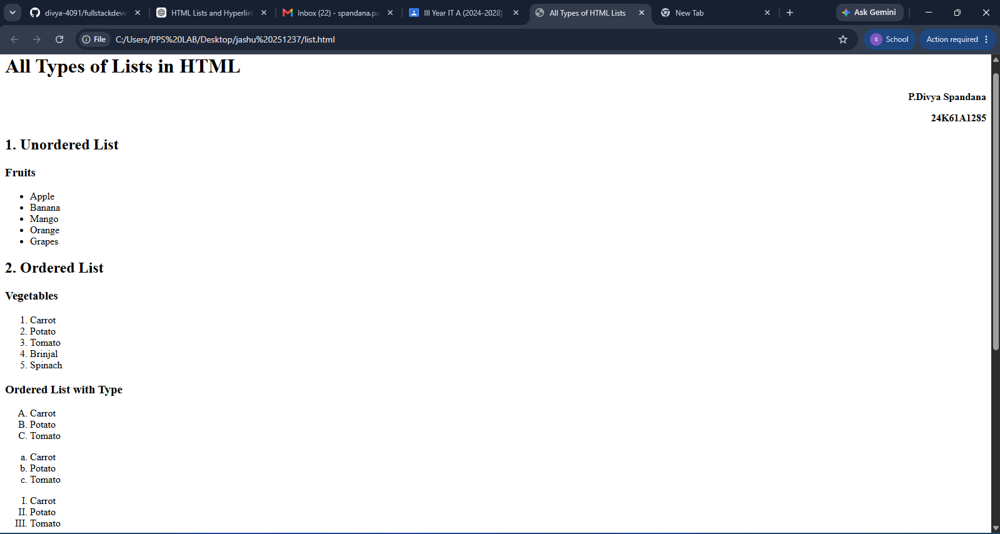 divya-4091/fullstackdeve
HTML Lists and Hyperlin
Inbox (22) - spandana.pa
III Year IT A (2024-2028)
All Types of HTML Lists
New Tab
Ask Gemini
File
C:/Users/PPS%20LAB/Desktop/jashu%20251237/list.html
s
School
Action required
All Types of Lists in HTML
P.Divya Spandana
24K61A1285
1. Unordered List
Fruits
• Apple
• Banana
• Mango
• Orange
• Grapes
2. Ordered List
Vegetables
1. Carrot
2. Potato
3. Tomato
4. Brinjal
5. Spinach
Ordered List with Type
A. Carrot
B. Potato
C. Tomato
a. Carrot
b. Potato
c. Tomato
I. Carrot
II. Potato
III. Tomato